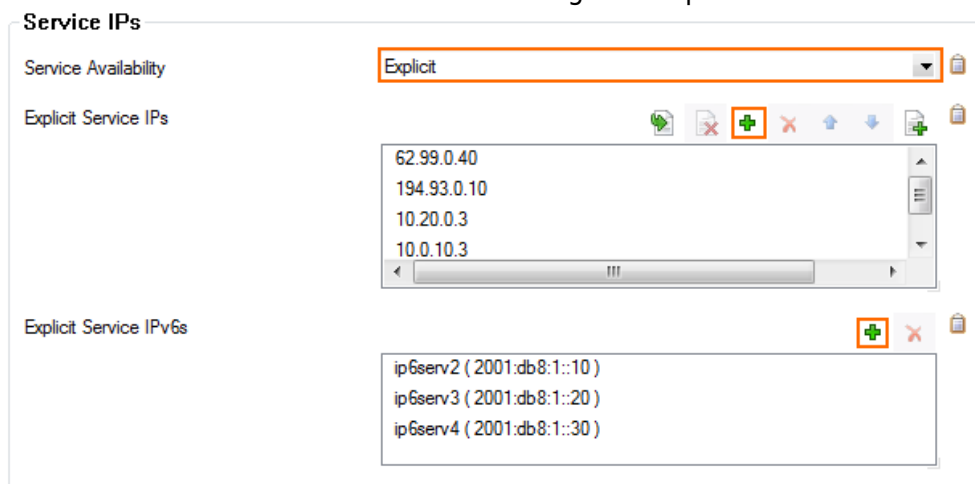 Service IPs
Service Availability
Explicit
Explicit Service IPs
62.99.0.40
194.93.0.10
10.20.0.3
10.0.10.3
Explicit Service IPv6s
ip6serv2 ( 2001:db8:1::10 )
ip6serv3 ( 2001:db8:1::20 )
ip6serv4 ( 2001:db8:1::30 )